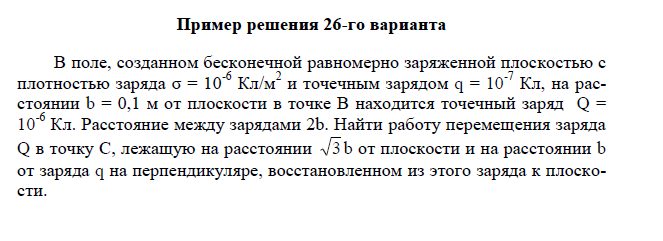 Пример решения 26-го варианта
В поле, созданном бесконечной равномерно заряженной плоскостью с
плотностью заряда σ = 10⁻⁶ Кл/м² и точечным зарядом q = 10⁻⁷ Кл, на рас-
стоянии b = 0,1 м от плоскости в точке В находится точечный заряд Q =
10⁻⁶ Кл. Расстояние между зарядами 2b. Найти работу перемещения заряда
Q в точку С, лежащую на расстоянии √3 b от плоскости и на расстоянии b
от заряда q на перпендикуляре, восстановленном из этого заряда к плоско-
сти.